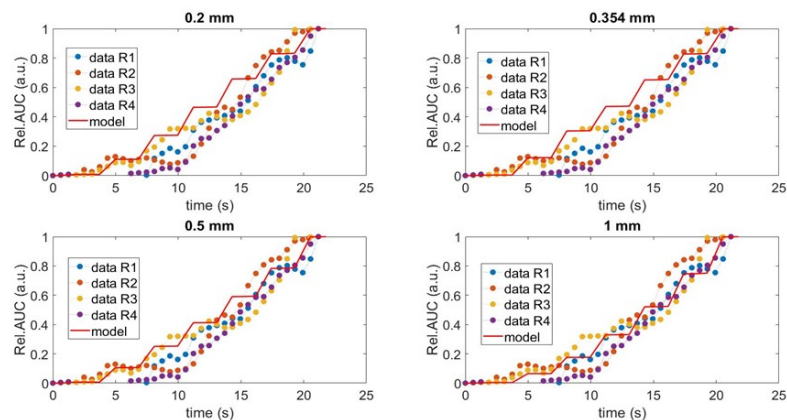 0.2 mm
Rel.AUC (a.u.)
1
0.8
0.6
0.4
0.2
0
data R1
data R2
data R3
data R4
model
0 5 10 15 20 25
time (s)
0.354 mm
Rel.AUC (a.u.)
1
0.8
0.6
0.4
0.2
0
data R1
data R2
data R3
data R4
model
0 5 10 15 20 25
time (s)
0.5 mm
Rel.AUC (a.u.)
1
0.8
0.6
0.4
0.2
0
data R1
data R2
data R3
data R4
model
0 5 10 15 20 25
time (s)
1 mm
Rel.AUC (a.u.)
1
0.8
0.6
0.4
0.2
0
data R1
data R2
data R3
data R4
model
0 5 10 15 20 25
time (s)